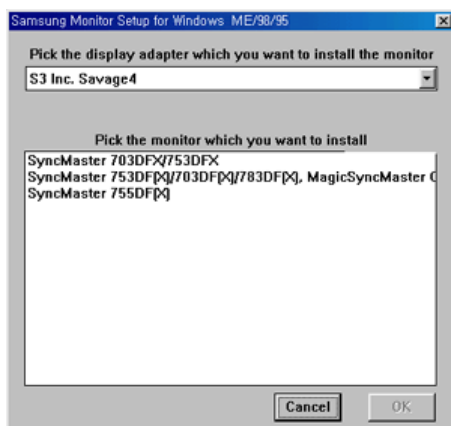 Samsung Monitor Setup for Windows ME/98/95
Pick the display adapter which you want to install the monitor
S3 Inc. Savage4
Pick the monitor which you want to install
SyncMaster 703DFX/753DFX
SyncMaster 753DF[X]/703DF[X]/783DF[X], MagicSyncMaster
SyncMaster 755DF[X]
Cancel
OK